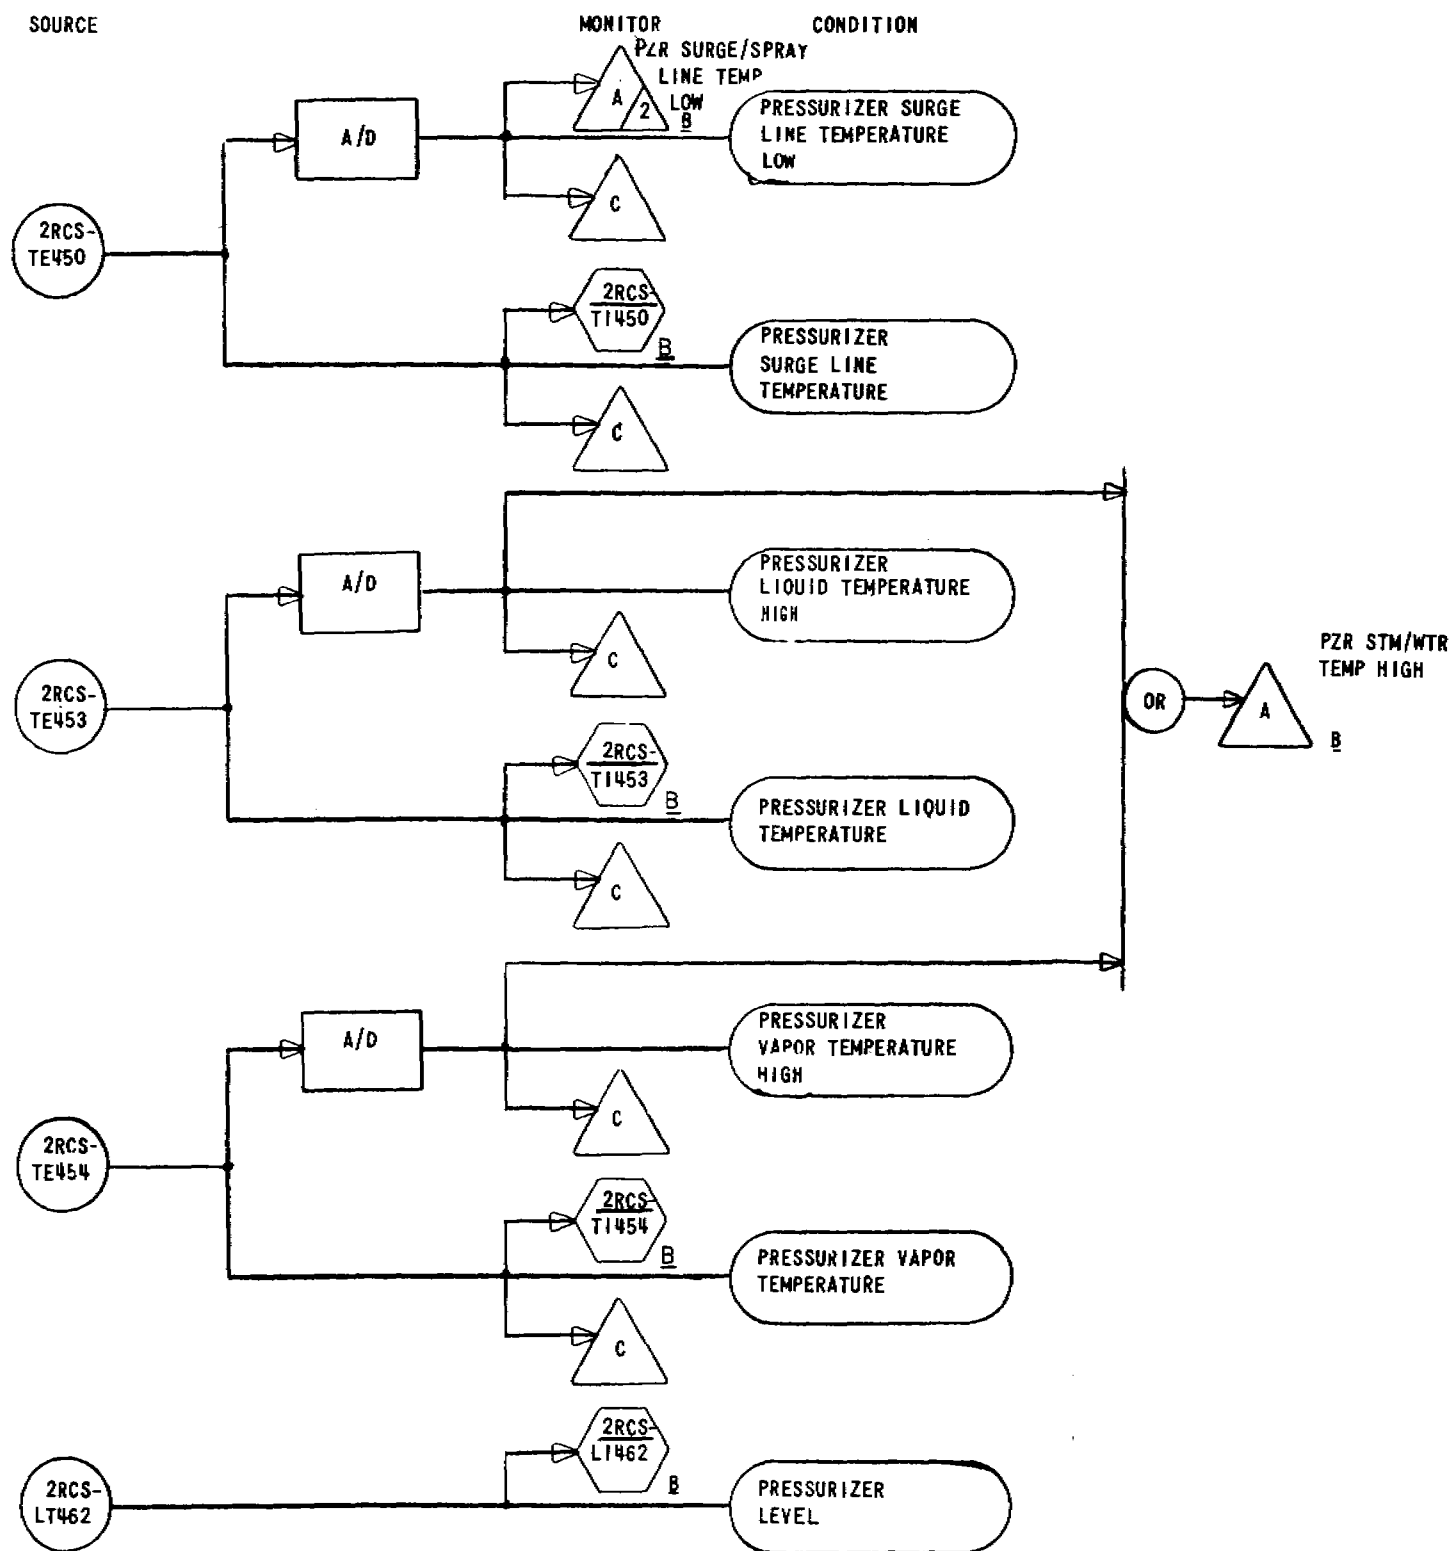 SOURCE
MONITOR
CONDITION
PZR SURGE/SPRAY
LINE TEMP
LOW
B
A
2
A/D
PRESSURIZER SURGE
LINE TEMPERATURE
LOW
C
2RCS-
TE450
2RCS-
TI450
B
PRESSURIZER
SURGE LINE
TEMPERATURE
C
A/D
PRESSURIZER
LIQUID TEMPERATURE
HIGH
C
2RCS-
TE453
PZR STM/WTR
TEMP HIGH
OR
A
B
2RCS-
TI453
B
PRESSURIZER LIQUID
TEMPERATURE
C
A/D
PRESSURIZER
VAPOR TEMPERATURE
HIGH
C
2RCS-
TE454
2RCS-
TI454
B
PRESSURIZER VAPOR
TEMPERATURE
C
2RCS-
LI462
B
2RCS-
LT462
PRESSURIZER
LEVEL